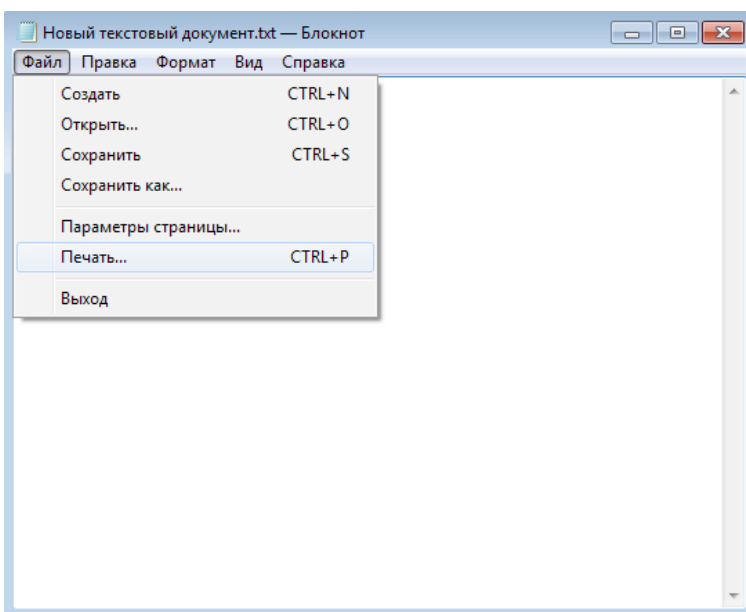 Новый текстовый документ.txt — Блокнот
Файл Правка Формат Вид Справка
Создать CTRL+N
Открыть... CTRL+O
Сохранить CTRL+S
Сохранить как...
Параметры страницы...
Печать... CTRL+P
Выход